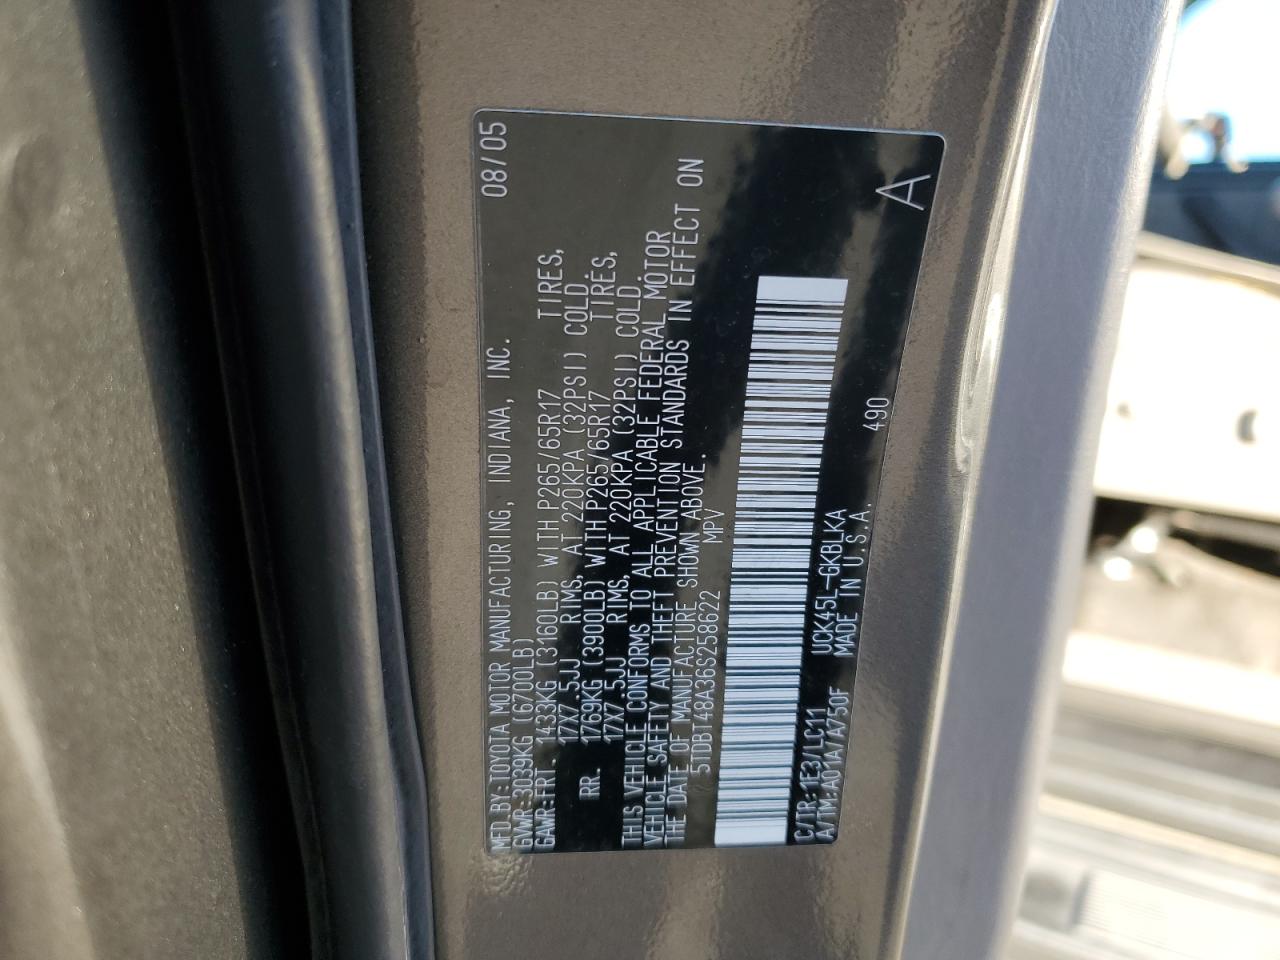 MFD.BY:TOYOTA MOTOR MANUFACTURING, INDIANA, INC. 08/05
GVWR:3039KG (6700LB)
GAWR:FRT. 1433KG (3160LB) WITH P265/65R17 TIRES,
17X7.5JJ RIMS, AT 220KPA (32PSI) COLD.
RR. 1769KG (3900LB) WITH P265/65R17 TIRES,
17X7.5JJ RIMS, AT 220KPA (32PSI) COLD.
THIS VEHICLE CONFORMS TO ALL APPLICABLE FEDERAL MOTOR
VEHICLE SAFETY AND THEFT PREVENTION STANDARDS IN EFFECT ON
THE DATE OF MANUFACTURE SHOWN ABOVE.
5TDBT48A36S258622 MPV
C/TR:1E3/LC11 UCK45L-GKBLKA
A/TM:A01A/A750F MADE IN U.S.A.
490
A